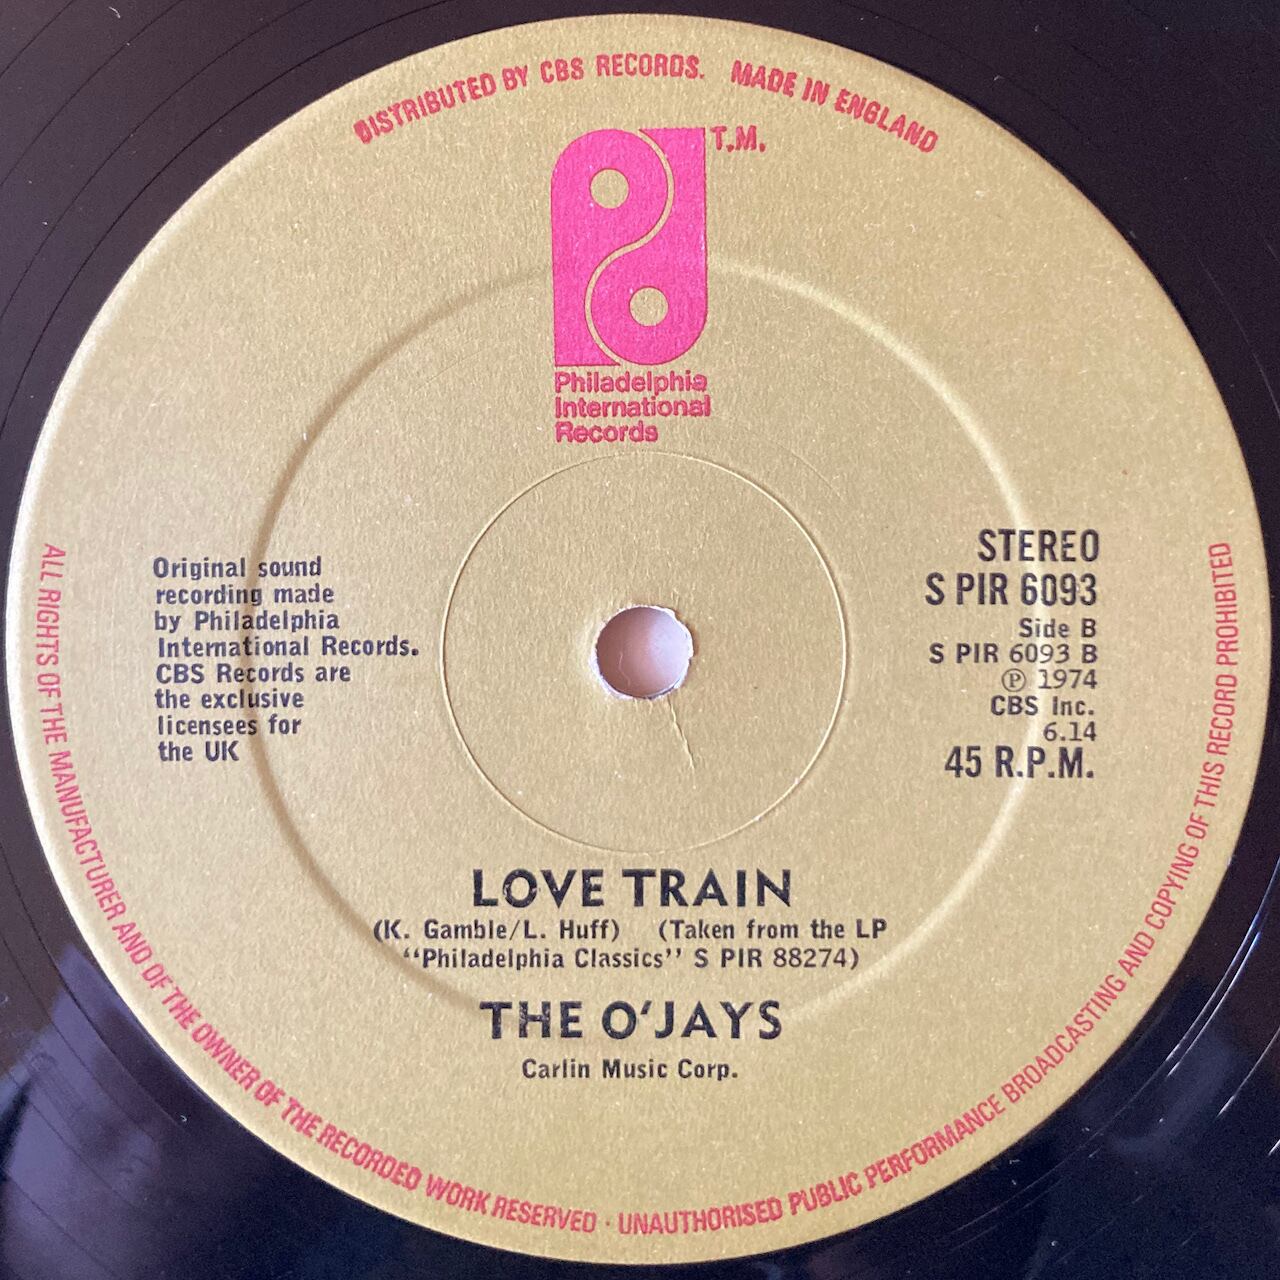 DISTRIBUTED BY CBS RECORDS. MADE IN ENGLAND
T.M.
Philadelphia
International
Records
Original sound
recording made
by Philadelphia
International Records.
CBS Records are
the exclusive
licensees for
the UK
STEREO
S PIR 6093
Side B
S PIR 6093 B
℗ 1974
CBS Inc.
6.14
45 R.P.M.
LOVE TRAIN
(K. Gamble/L. Huff) (Taken from the LP
“Philadelphia Classics” S PIR 88274)
THE O'JAYS
Carlin Music Corp.
ALL RIGHTS OF THE MANUFACTURER AND OF THE OWNER OF THE RECORDED WORK RESERVED · UNAUTHORISED PUBLIC PERFORMANCE BROADCASTING AND COPYING OF THIS RECORD PROHIBITED